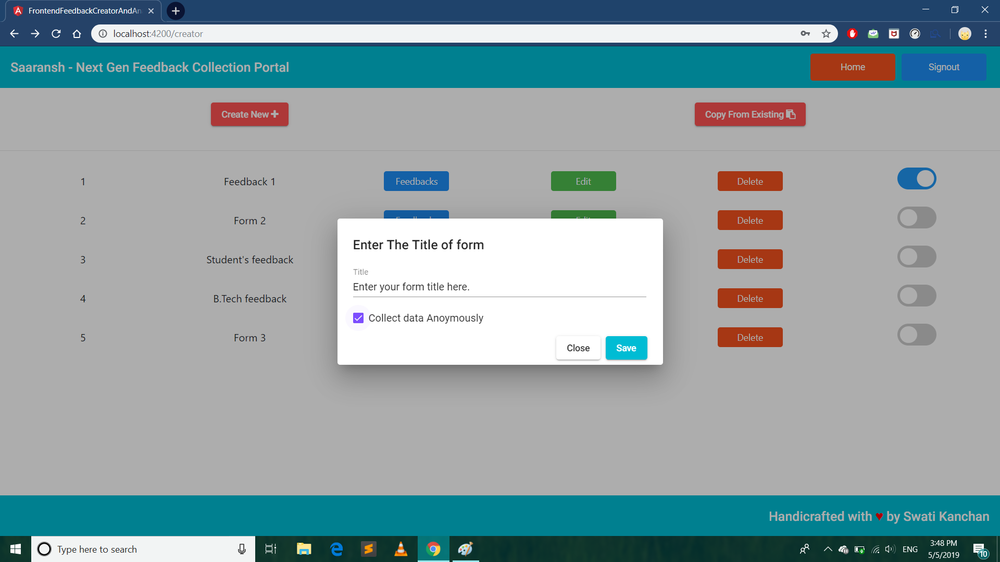 FrontendFeedbackCreatorAndAn
localhost:4200/creator
Saaransh - Next Gen Feedback Collection Portal
Home
Signout
Create New
Copy From Existing
1 Feedback 1 Feedbacks Edit Delete
2 Form 2 Delete
3 Student's feedback Delete
4 B.Tech feedback Delete
5 Form 3 Delete
Enter The Title of form
Title
Enter your form title here.
Collect data Anoymously
Close Save
Handicrafted with ♥ by Swati Kanchan
Type here to search
ENG
3:48 PM
5/5/2019
10